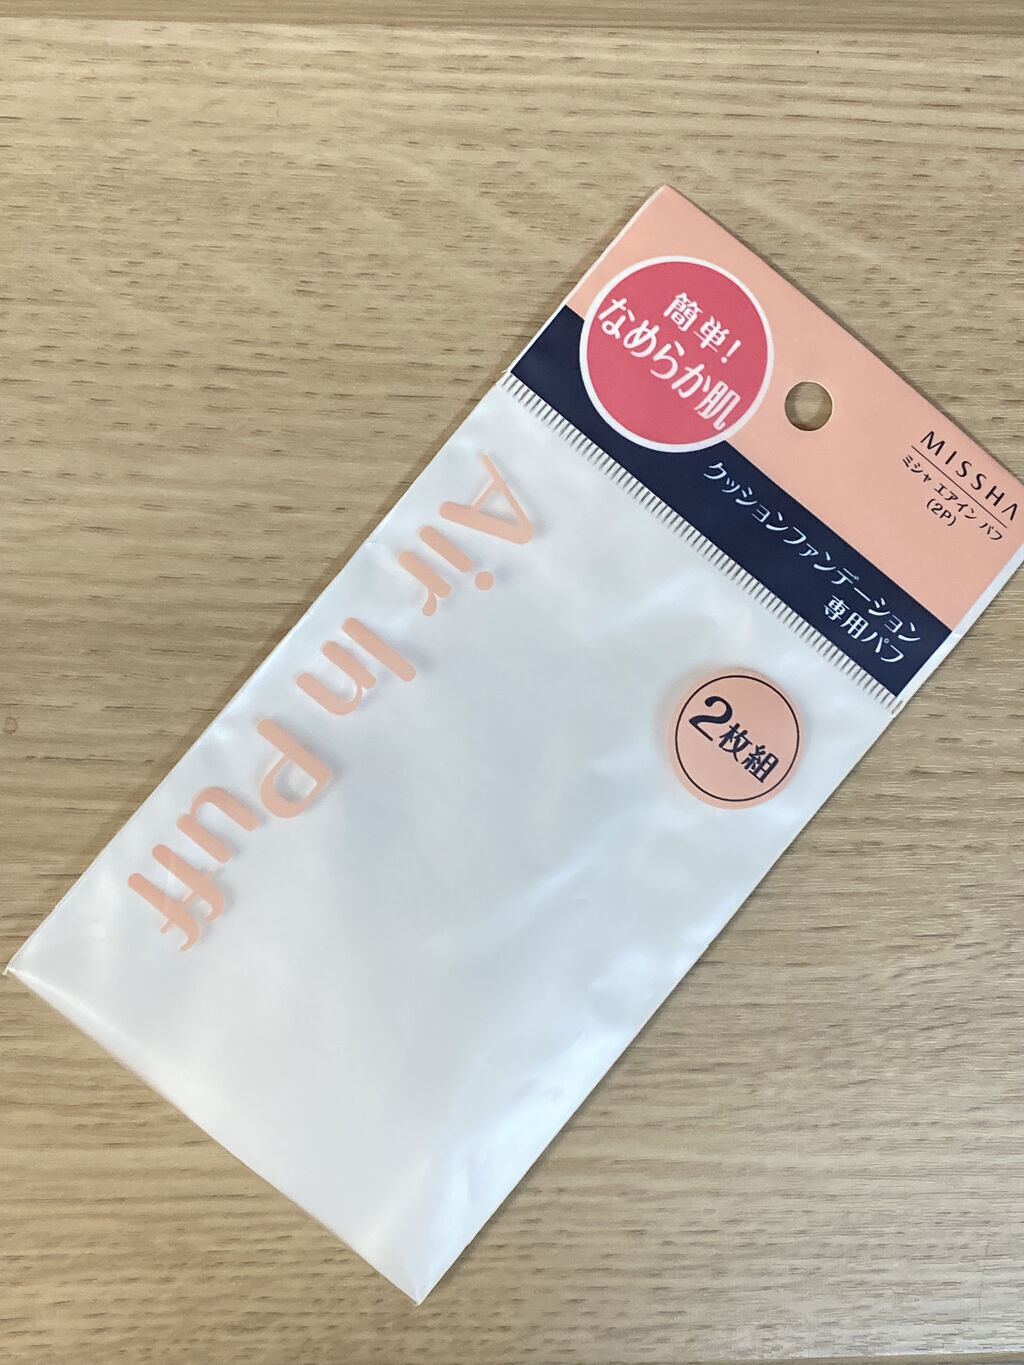 簡単!
なめらか肌
MISSHA
ミシャ エアイン パフ
(2P)
クッションファンデーション
専用パフ
2枚組
Air In Puff